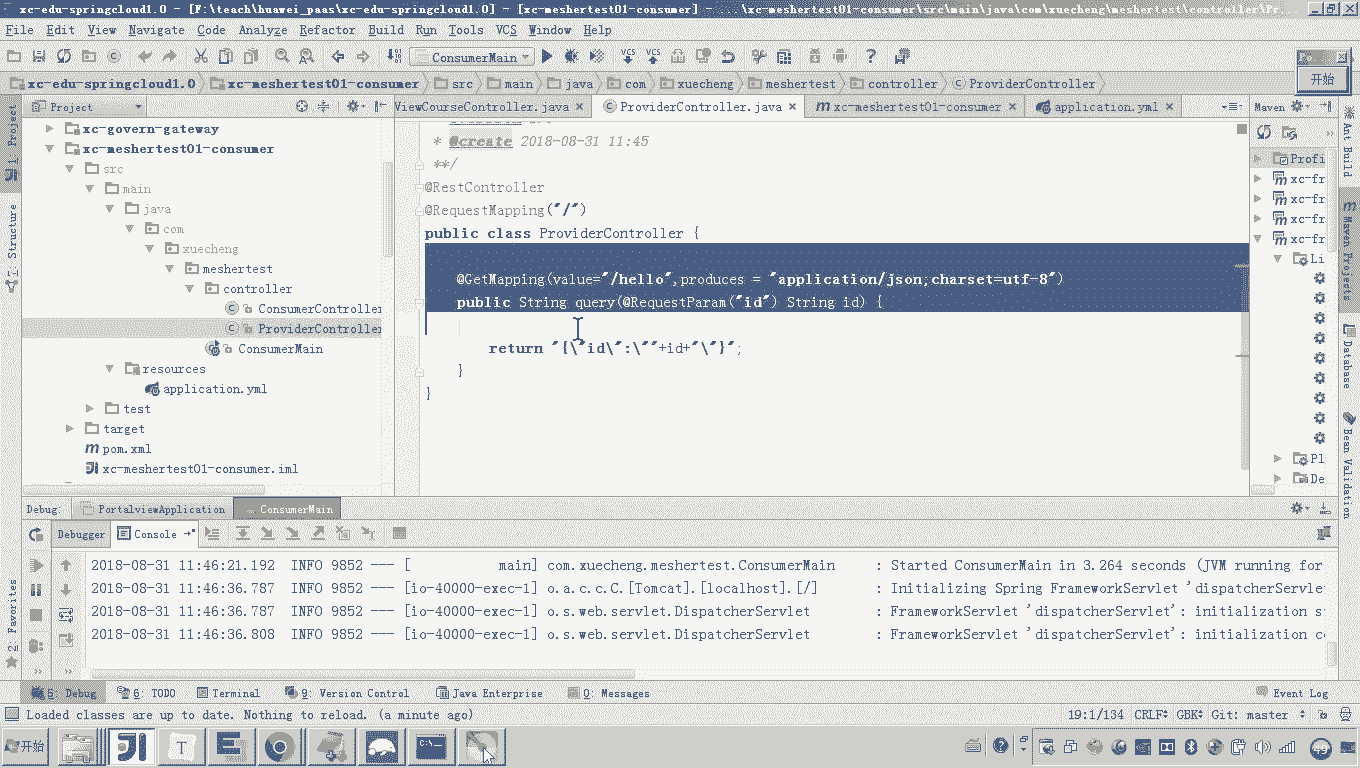 xc-edu-springcloud1.0 - [F:\teach\huawei_paas\xc-edu-springcloud1.0] - [xc-meshertest01-consumer] - ...\xc-meshertest01-consumer\src\main\java\com\xuecheng\meshertest\controller\Pr...
File Edit View Navigate Code Analyze Refactor Build Run Tools VCS Window Help
ConsumerMain
开始
xc-edu-springcloud1.0 xc-meshertest01-consumer src main java com xuecheng meshertest controller ProviderController
Project
ViewCourseController.java ProviderController.java xc-meshertest01-consumer application.yml Maven
xc-govern-gateway
xc-meshertest01-consumer
src
main
java
com
xuecheng
meshertest
controller
ConsumerController
ProviderController
ConsumerMain
resources
application.yml
test
target
pom.xml
xc-meshertest01-consumer.iml
* @create 2018-08-31 11:45
**/
@RestController
@RequestMapping("/")
public class ProviderController {
@GetMapping(value="/hello",produces = "application/json;charset=utf-8")
public String query(@RequestParam("id") String id) {
return "{\"id\":\""+id+"\"}";
}
}
Profi
xc-fr
xc-fr
xc-fr
xc-fr
Li
Pl
De
1: Project
7: Structure
2: Favorites
Ant Build
Maven Projects
Database
Bean Validation
Debug: PortalviewApplication ConsumerMain
Debugger Console
2018-08-31 11:46:21.192 INFO 9852 --- [ main] com.xuecheng.meshertest.ConsumerMain : Started ConsumerMain in 3.264 seconds (JVM running for
2018-08-31 11:46:36.787 INFO 9852 --- [io-40000-exec-1] o.a.c.c.C.[Tomcat].[localhost].[/] : Initializing Spring FrameworkServlet 'dispatcherServlet
2018-08-31 11:46:36.787 INFO 9852 --- [io-40000-exec-1] o.s.web.servlet.DispatcherServlet : FrameworkServlet 'dispatcherServlet': initialization s
2018-08-31 11:46:36.808 INFO 9852 --- [io-40000-exec-1] o.s.web.servlet.DispatcherServlet : FrameworkServlet 'dispatcherServlet': initialization c
5: Debug 6: TODO Terminal 9: Version Control Java Enterprise 0: Messages Event Log
Loaded classes are up to date. Nothing to reload. (a minute ago) 19:1/134 CRLF GBK Git: master
开始
49